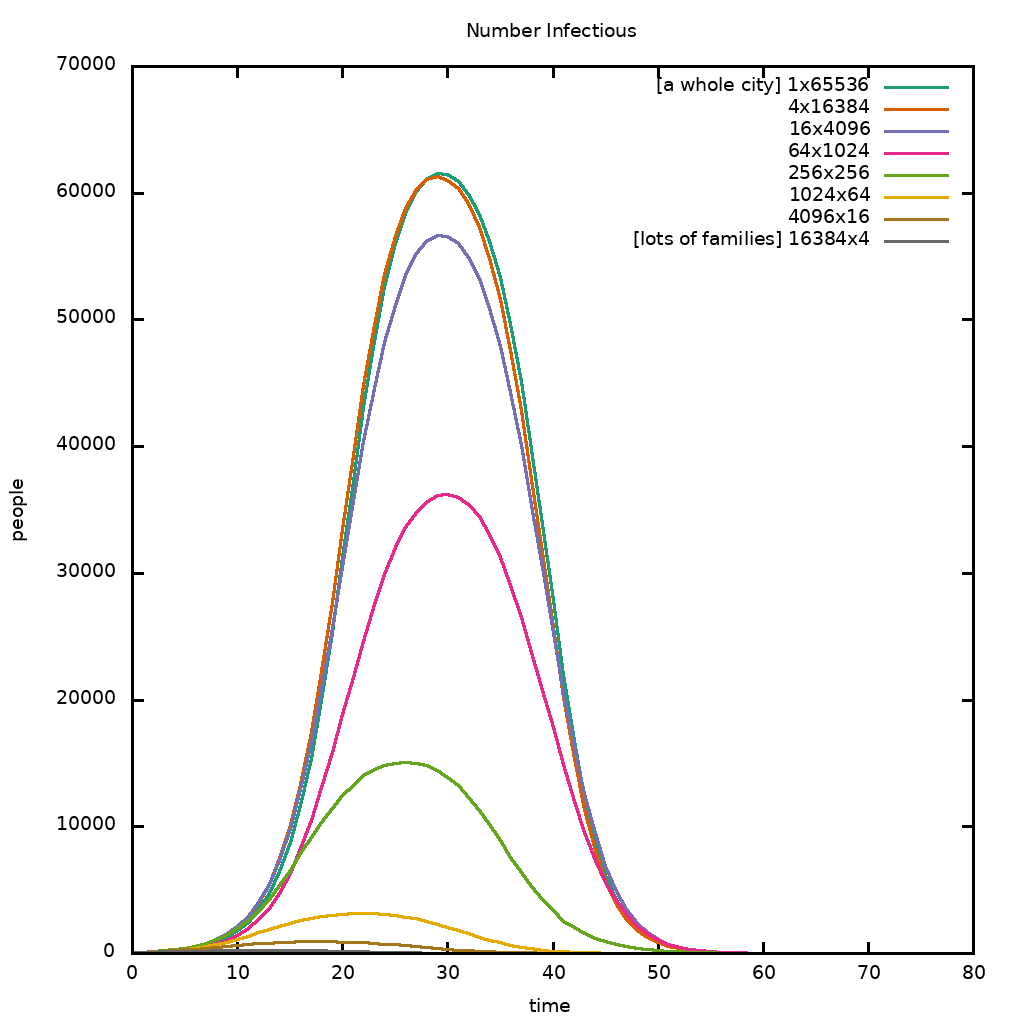 Number Infectious
70000
60000
50000
40000
30000
20000
10000
0
people
[a whole city] 1x65536
4x16384
16x4096
64x1024
256x256
1024x64
4096x16
[lots of families] 16384x4
0 10 20 30 40 50 60 70 80
time